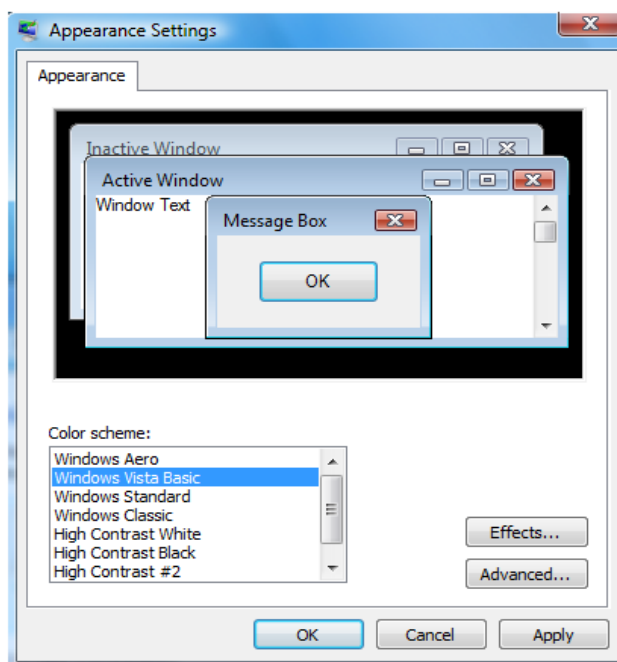 Appearance Settings
Appearance
Inactive Window
Active Window
Window Text
Message Box
OK
Color scheme:
Windows Aero
Windows Vista Basic
Windows Standard
Windows Classic
High Contrast White
High Contrast Black
High Contrast #2
Effects...
Advanced...
OK Cancel Apply